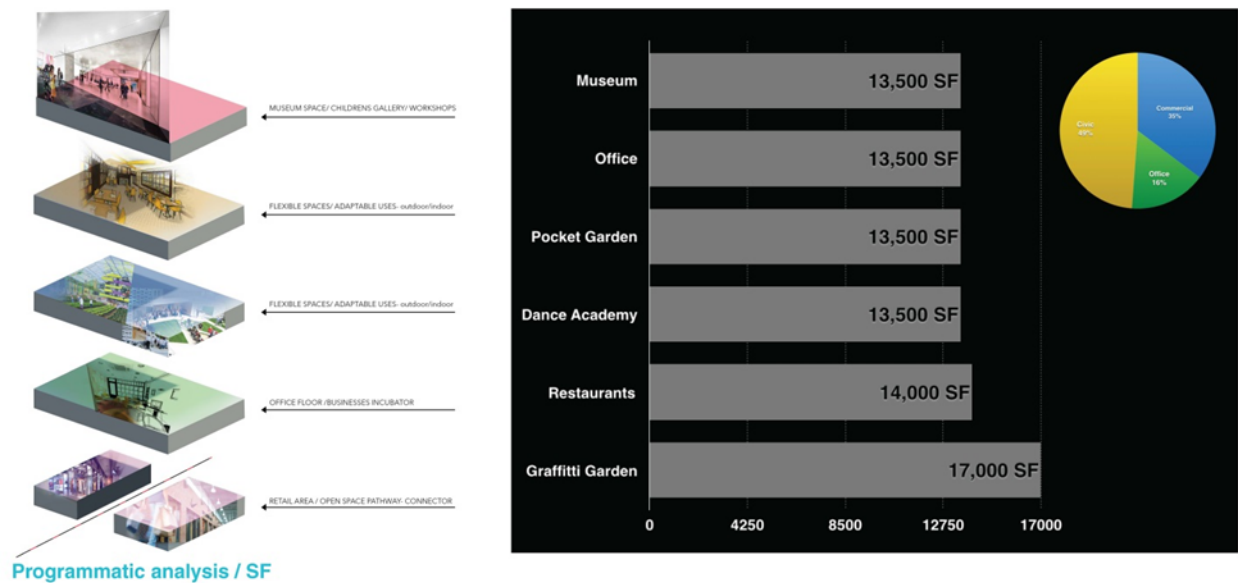 MUSEUM SPACE/ CHILDRENS GALLERY/ WORKSHOPS
FLEXIBLE SPACES/ ADAPTABLE USES- outdoor/indoor
FLEXIBLE SPACES/ ADAPTABLE USES- outdoor/indoor
OFFICE FLOOR /BUSINESSES INCUBATOR
RETAIL AREA / OPEN SPACE PATHWAY- CONNECTOR
Programmatic analysis / SF
Museum
13,500 SF
Office
13,500 SF
Pocket Garden
13,500 SF
Dance Academy
13,500 SF
Restaurants
14,000 SF
Graffitti Garden
17,000 SF
0 4250 8500 12750 17000
Civic
49%
Commercial
35%
Office
16%